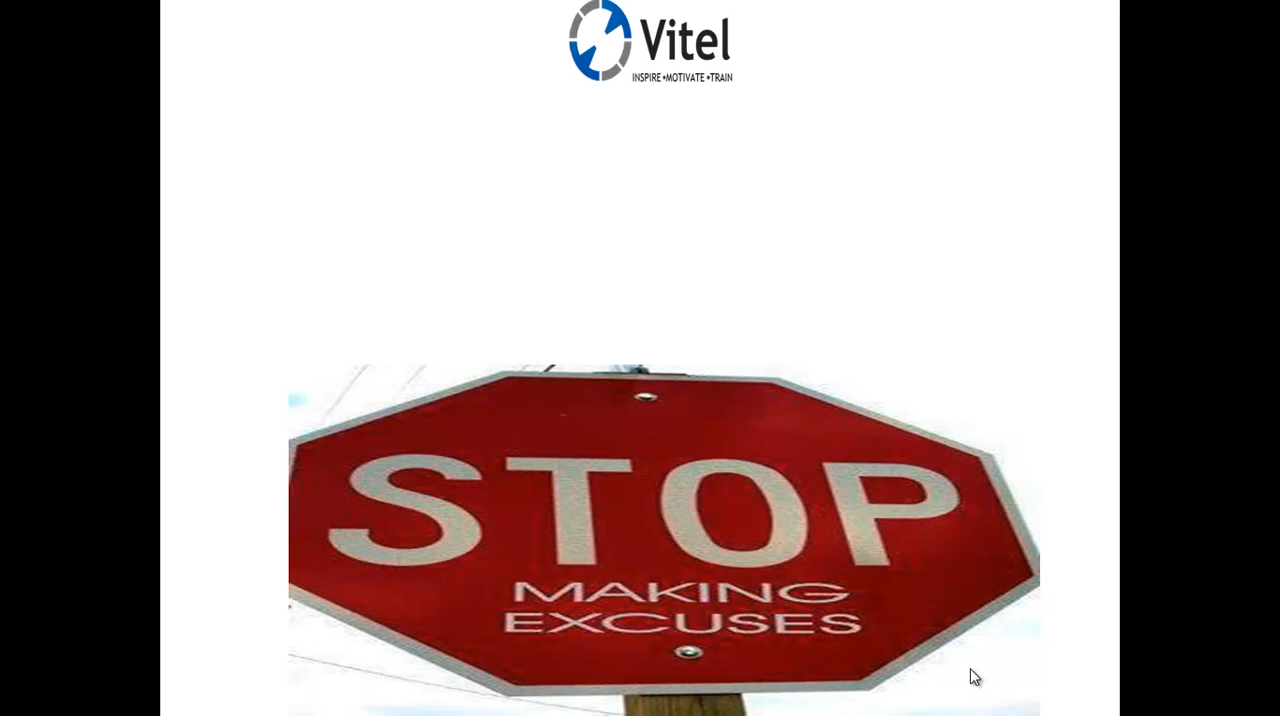 Vitel
INSPIRE •MOTIVATE •TRAIN
STOP
MAKING
EXCUSES